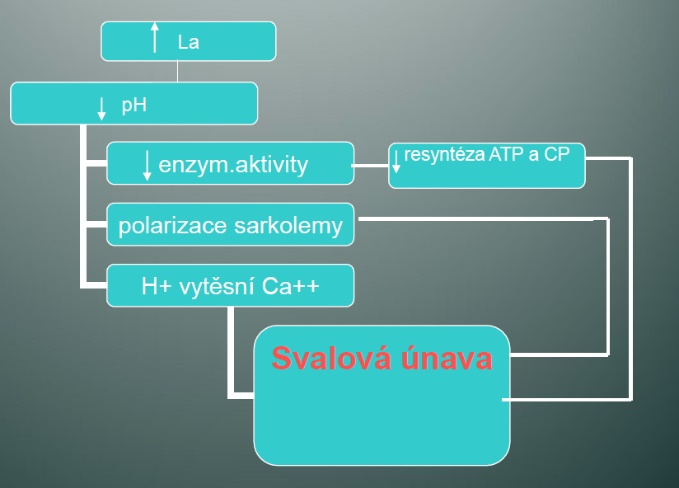 La
pH
enzym.aktivity
resyntéza ATP a CP
polarizace sarkolemy
H+ vytěsní Ca++
Svalová únava